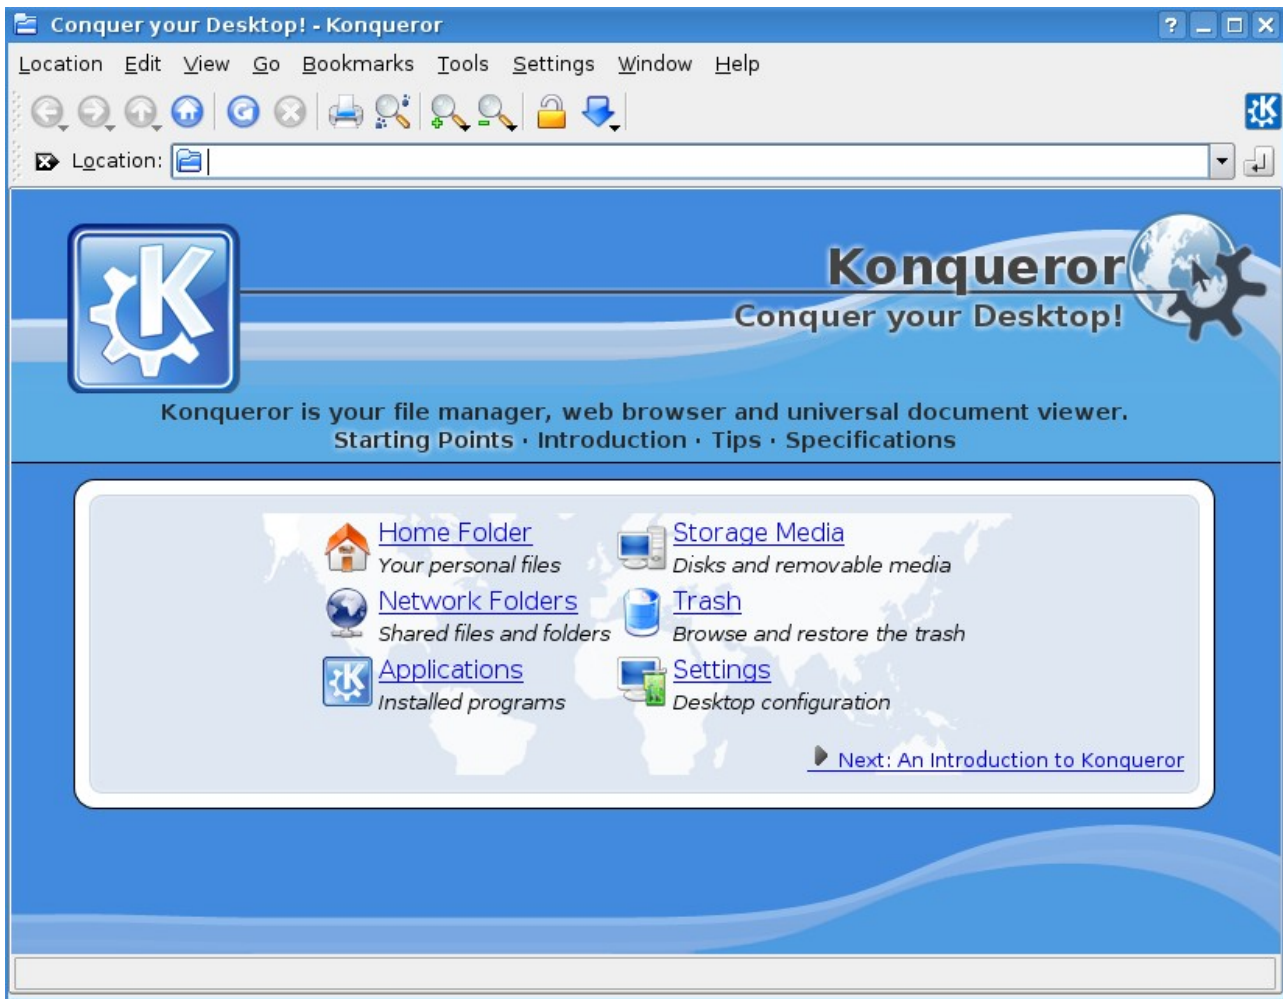 Conquer your Desktop! - Konqueror
Location Edit View Go Bookmarks Tools Settings Window Help
Location:
Konqueror
Conquer your Desktop!
Konqueror is your file manager, web browser and universal document viewer.
Starting Points · Introduction · Tips · Specifications
Home Folder
Your personal files
Storage Media
Disks and removable media
Network Folders
Shared files and folders
Trash
Browse and restore the trash
Applications
Installed programs
Settings
Desktop configuration
Next: An Introduction to Konqueror